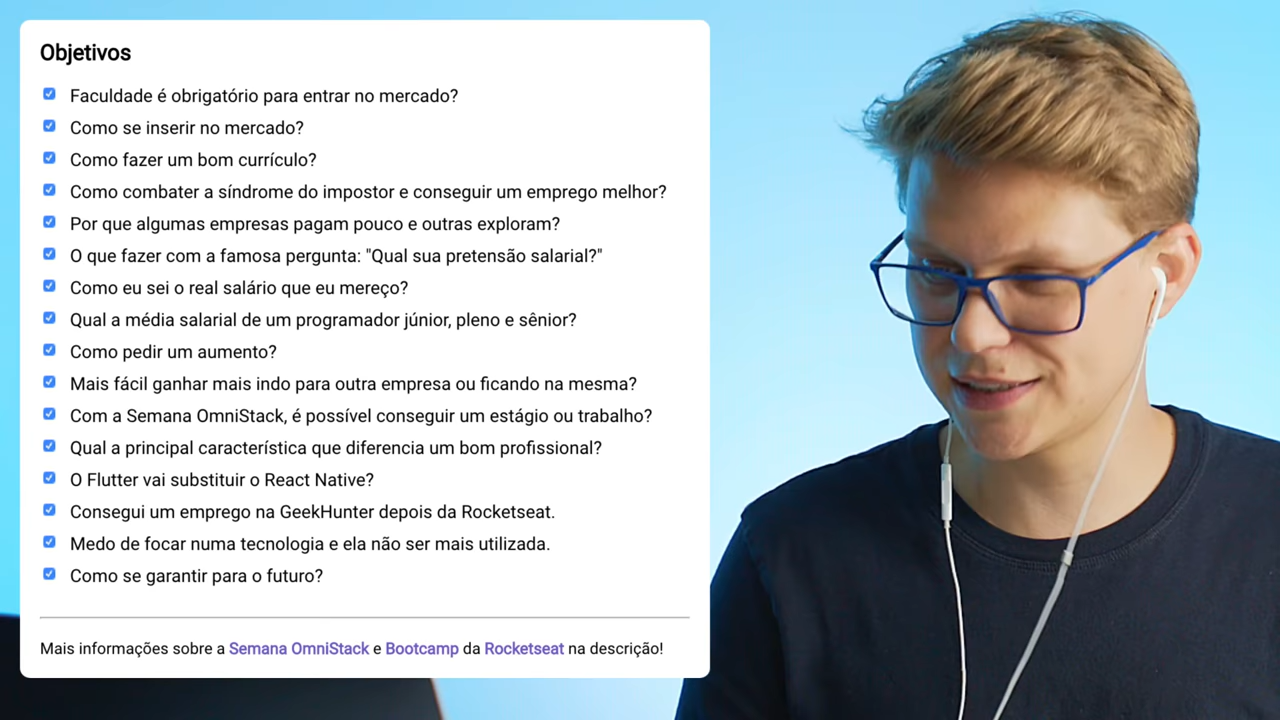 Objetivos
Faculdade é obrigatório para entrar no mercado?
Como se inserir no mercado?
Como fazer um bom currículo?
Como combater a síndrome do impostor e conseguir um emprego melhor?
Por que algumas empresas pagam pouco e outras exploram?
O que fazer com a famosa pergunta: "Qual sua pretensão salarial?"
Como eu sei o real salário que eu mereço?
Qual a média salarial de um programador júnior, pleno e sênior?
Como pedir um aumento?
Mais fácil ganhar mais indo para outra empresa ou ficando na mesma?
Com a Semana OmniStack, é possível conseguir um estágio ou trabalho?
Qual a principal característica que diferencia um bom profissional?
O Flutter vai substituir o React Native?
Consegui um emprego na GeekHunter depois da Rocketseat.
Medo de focar numa tecnologia e ela não ser mais utilizada.
Como se garantir para o futuro?
Mais informações sobre a Semana OmniStack e Bootcamp da Rocketseat na descrição!